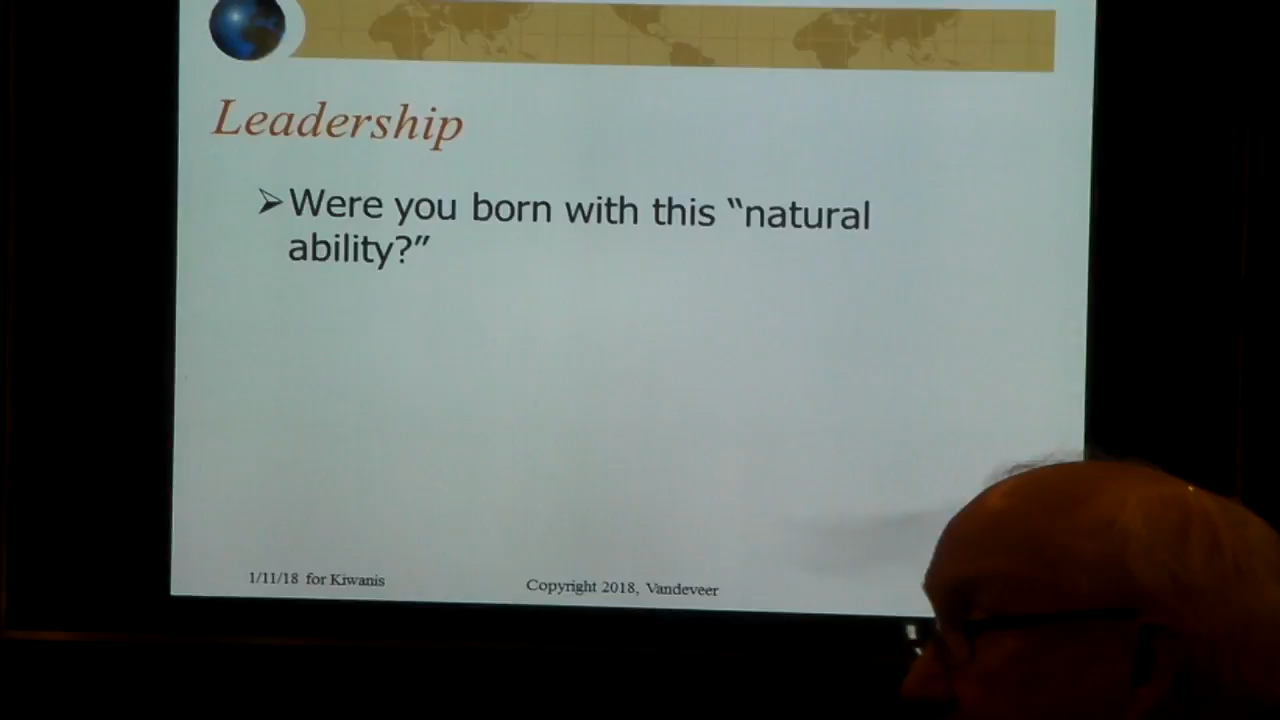 Leadership
Were you born with this “natural
ability?”
1/11/18 for Kiwanis
Copyright 2018, Vandeveer